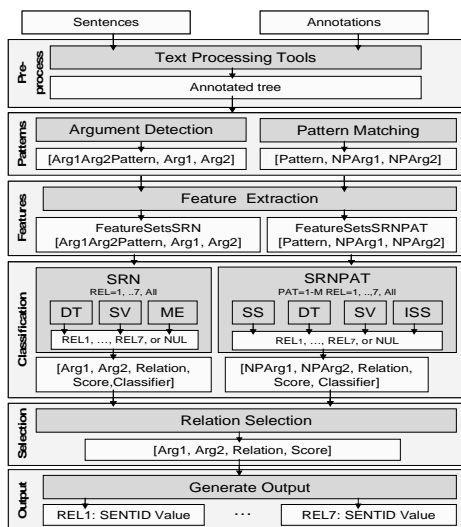 Sentences
Annotations
Pre-
process
Text Processing Tools
Annotated tree
Patterns
Argument Detection
Pattern Matching
[Arg1Arg2Pattern, Arg1, Arg2]
[Pattern, NPArg1, NPArg2]
Features
Feature Extraction
FeatureSetsSRN
[Arg1Arg2Pattern, Arg1, Arg2]
FeatureSetsSRNPAT
[Pattern, NPArg1, NPArg2]
Classification
SRN
REL=1, ..7, All
DT SV ME
REL1, …, REL7, or NUL
[Arg1, Arg2, Relation,
Score,Classifier]
SRNPAT
PAT=1-M REL=1, ..,7, All
SS DT SV ISS
REL1, …, REL7, or NUL
[NPArg1, NPArg2, Relation,
Score, Classifier]
Selection
Relation Selection
[Arg1, Arg2, Relation, Score]
Output
Generate Output
REL1: SENTID Value … REL7: SENTID Value